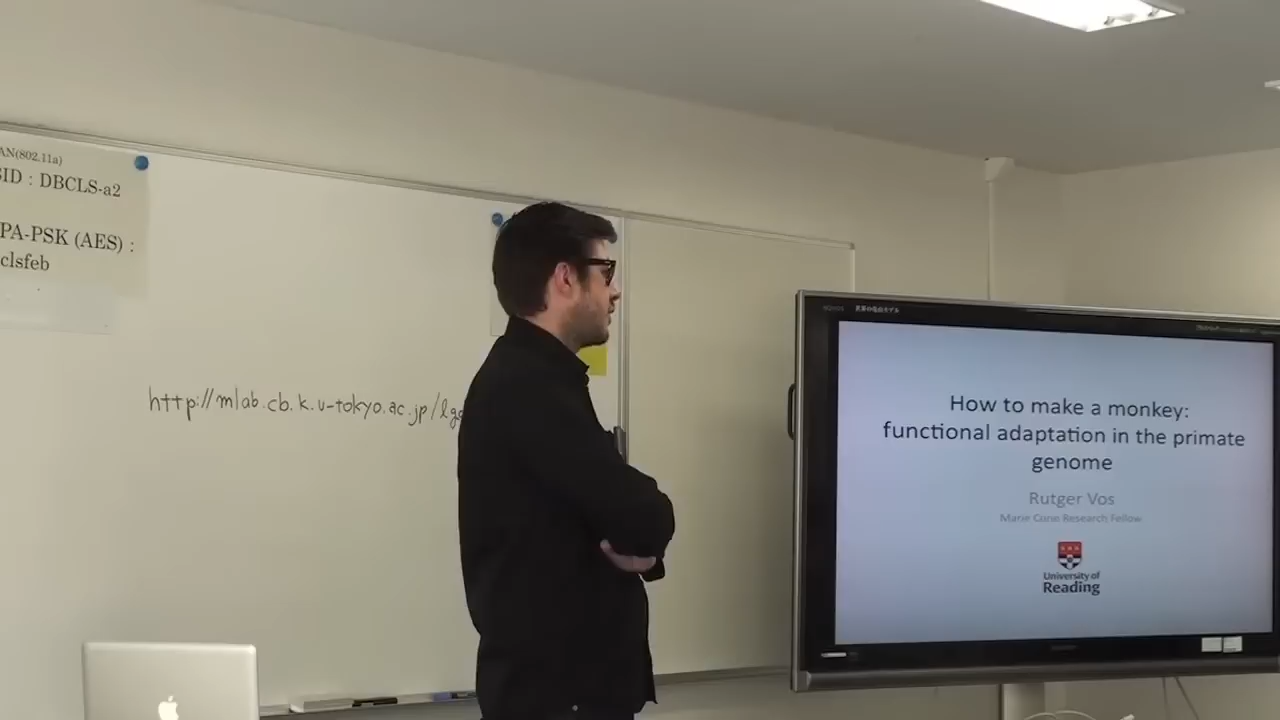 AN(802.11a)
SID : DBCLS-a2
PA-PSK (AES) :
clsfeb
http://mlab.cb.k.u-tokyo.ac.jp/lg
How to make a monkey:
functional adaptation in the primate
genome
Rutger Vos
Marie Curie Research Fellow
University of
Reading